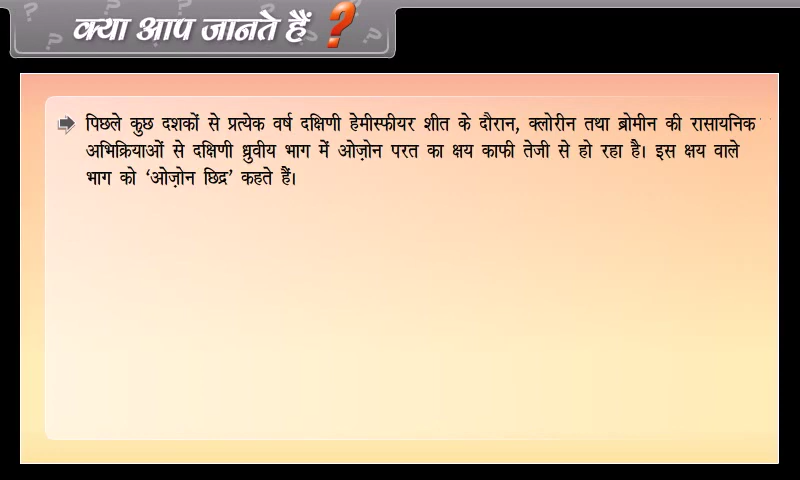 क्या आप जानते हैं ?
पिछले कुछ दशकों से प्रत्येक वर्ष दक्षिणी हेमीस्फीयर शीत के दौरान, क्लोरीन तथा ब्रोमीन की रासायनिक
अभिक्रियाओं से दक्षिणी ध्रुवीय भाग में ओज़ोन परत का क्षय काफी तेजी से हो रहा है। इस क्षय वाले
भाग को ‘ओज़ोन छिद्र’ कहते हैं।